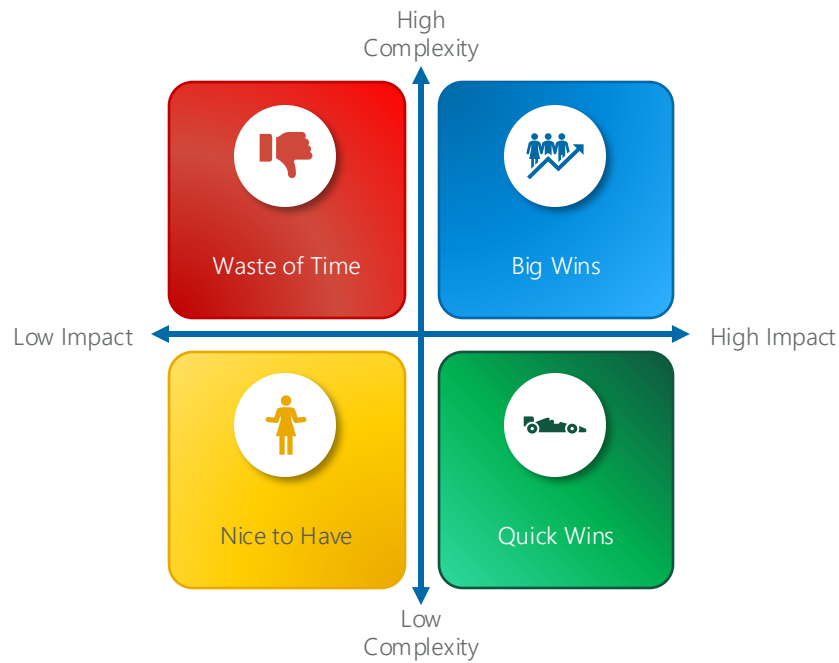 High
Complexity
Waste of Time
Big Wins
Low Impact
High Impact
Nice to Have
Quick Wins
Low
Complexity